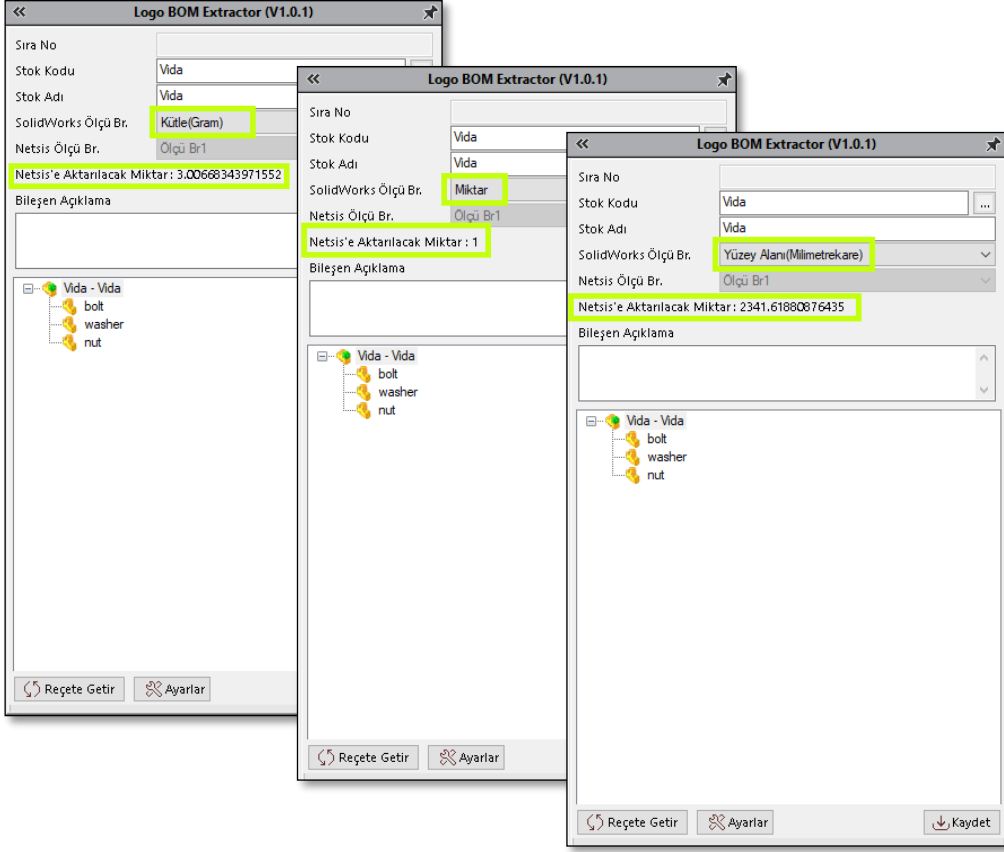 Logo BOM Extractor (V1.0.1)
Sıra No
Stok Kodu Vida
Stok Adı Vida
SolidWorks Ölçü Br. Kütle(Gram)
Netsis Ölçü Br. Ölçü Br1
Netsis'e Aktarılacak Miktar : 3.00668343971552
Bileşen Açıklama
Vida - Vida
bolt
washer
nut
Reçete Getir Ayarlar
Logo BOM Extractor (V1.0.1)
Sıra No
Stok Kodu Vida
Stok Adı Vida
SolidWorks Ölçü Br. Miktar
Netsis Ölçü Br. Ölçü Br1
Netsis'e Aktarılacak Miktar : 1
Bileşen Açıklama
Vida - Vida
bolt
washer
nut
Reçete Getir Ayarlar
Logo BOM Extractor (V1.0.1)
Sıra No
Stok Kodu Vida ...
Stok Adı Vida
SolidWorks Ölçü Br. Yüzey Alanı(Milimetrekare)
Netsis Ölçü Br. Ölçü Br1
Netsis'e Aktarılacak Miktar : 2341.61880876435
Bileşen Açıklama
Vida - Vida
bolt
washer
nut
Reçete Getir Ayarlar Kaydet